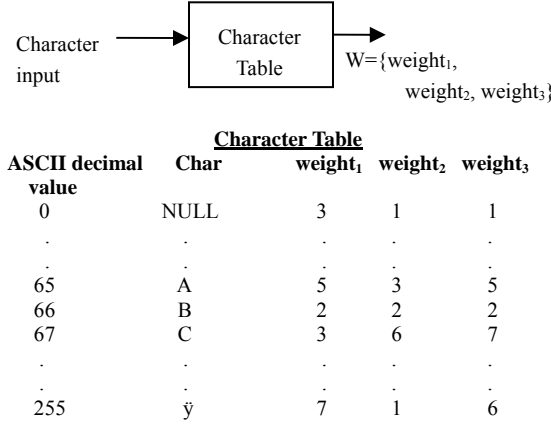 Character input
Character Table
W={weight₁,
weight₂, weight₃}
Character Table
ASCII decimal value Char weight₁ weight₂ weight₃
0 NULL 3 1 1
. . . . .
. . . . .
65 A 5 3 5
66 B 2 2 2
67 C 3 6 7
. . . . .
. . . . .
255 ÿ 7 1 6